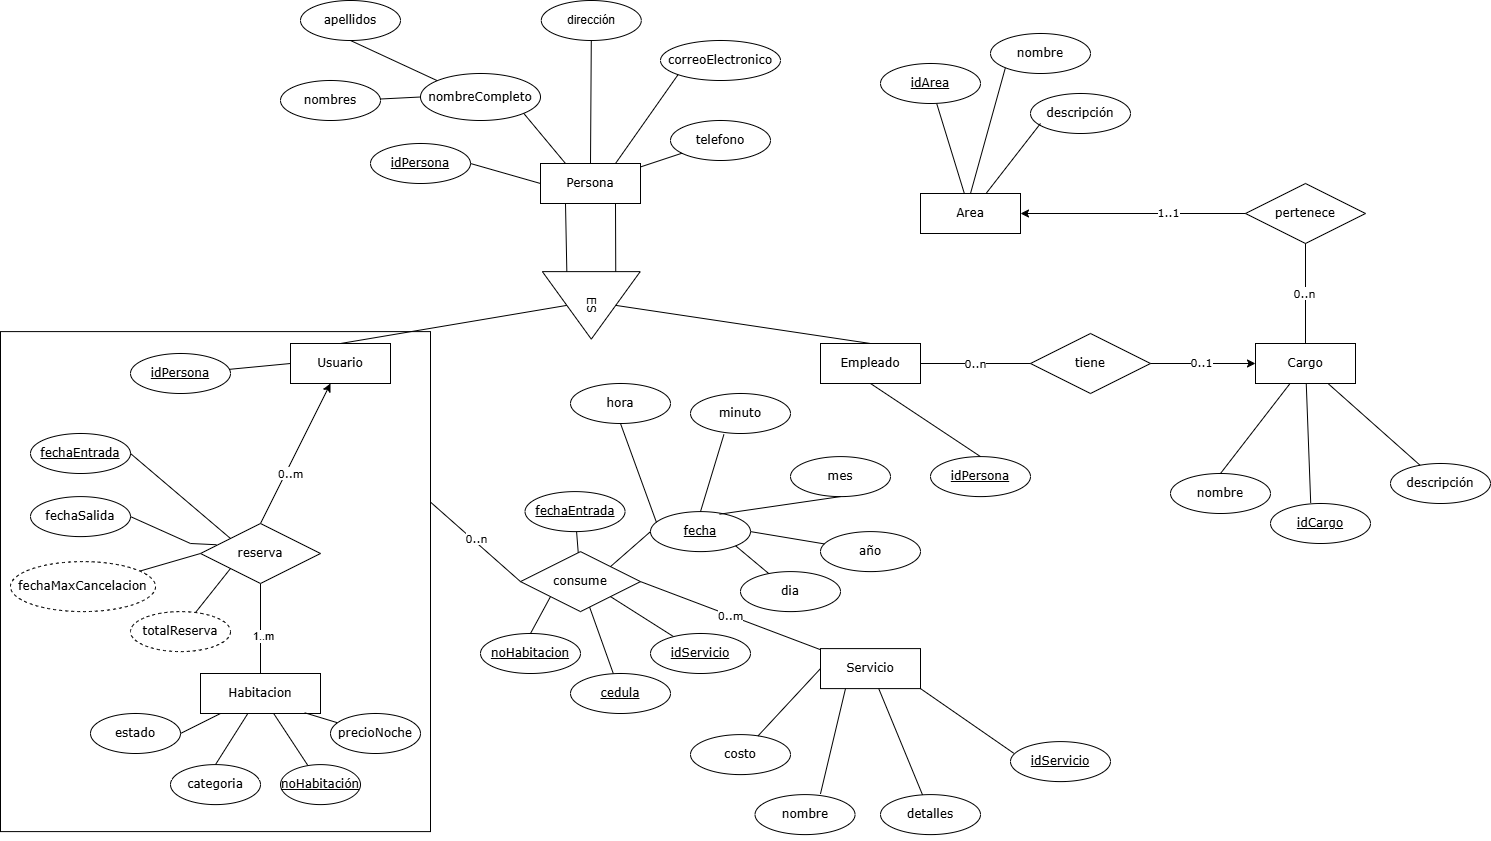 apellidos
dirección
nombre
correoElectronico
idArea
nombres
nombreCompleto
descripción
telefono
idPersona
Persona
Area
1..1
pertenece
0..n
ES
Usuario
idPersona
Empleado
0..n
tiene
0..1
Cargo
hora
minuto
fechaEntrada
0..m
mes
idPersona
nombre
descripción
fechaSalida
fechaEntrada
fecha
idCargo
0..n
reserva
año
fechaMaxCancelacion
consume
dia
totalReserva
0..m
1..m
noHabitacion
idServicio
Servicio
Habitacion
cedula
estado
precioNoche
costo
idServicio
categoria
noHabitación
nombre
detalles